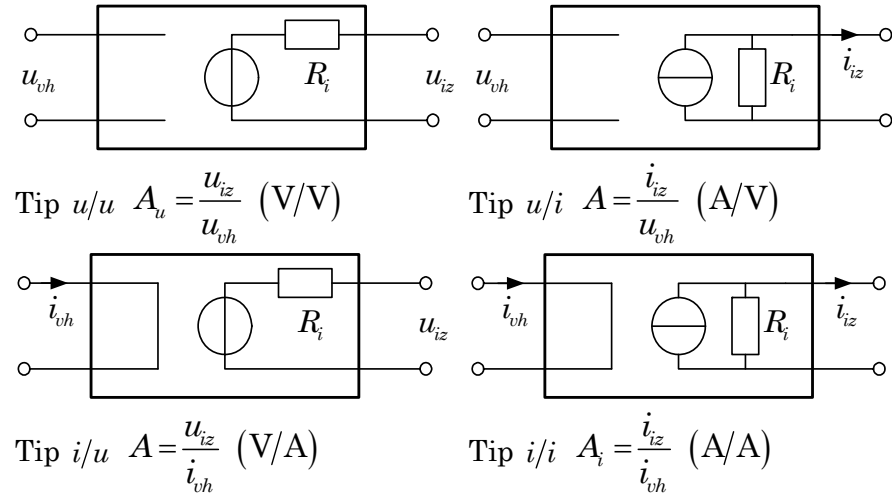 u_vh R_i u_iz
u_vh R_i i_iz
Tip u/u A_u = u_iz/u_vh (V/V)
Tip u/i A = i_iz/u_vh (A/V)
i_vh R_i u_iz
i_vh R_i i_iz
Tip i/u A = u_iz/i_vh (V/A)
Tip i/i A_i = i_iz/i_vh (A/A)